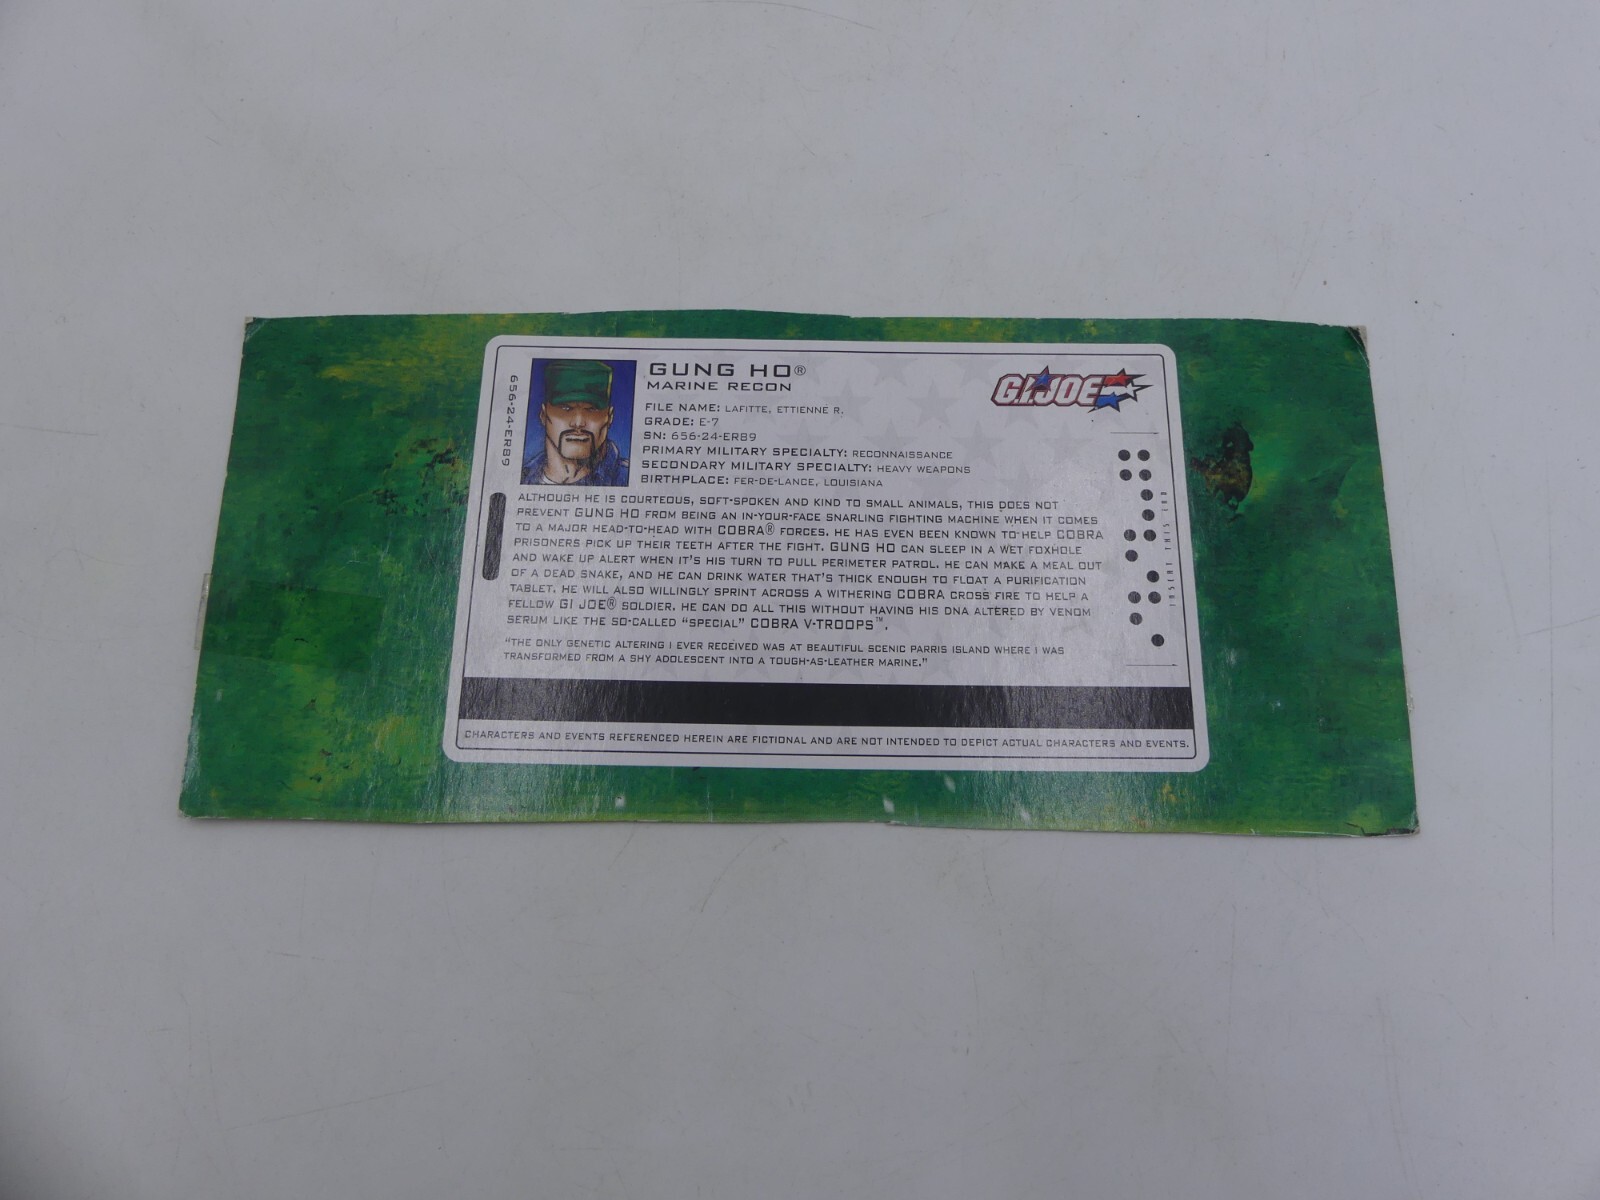 GUNG HO®
MARINE RECON
G.I. JOE
656-24-ER89
FILE NAME: LAFITTE, ETTIENNE R.
GRADE: E-7
SN: 656-24-ER89
PRIMARY MILITARY SPECIALTY: RECONNAISSANCE
SECONDARY MILITARY SPECIALTY: HEAVY WEAPONS
BIRTHPLACE: FER-DE-LANCE, LOUISIANA
ALTHOUGH HE IS COURTEOUS, SOFT-SPOKEN AND KIND TO SMALL ANIMALS, THIS DOES NOT
PREVENT GUNG HO FROM BEING AN IN-YOUR-FACE SNARLING FIGHTING MACHINE WHEN IT COMES
TO A MAJOR HEAD-TO-HEAD WITH COBRA® FORCES. HE HAS EVEN BEEN KNOWN TO HELP COBRA
PRISONERS PICK UP THEIR TEETH AFTER THE FIGHT. GUNG HO CAN SLEEP IN A WET FOXHOLE
AND WAKE UP ALERT WHEN IT'S HIS TURN TO PULL PERIMETER PATROL. HE CAN MAKE A MEAL OUT
OF A DEAD SNAKE, AND HE CAN DRINK WATER THAT'S THICK ENOUGH TO FLOAT A PURIFICATION
TABLET. HE WILL ALSO WILLINGLY SPRINT ACROSS A WITHERING COBRA CROSS FIRE TO HELP A
FELLOW GI JOE® SOLDIER. HE CAN DO ALL THIS WITHOUT HAVING HIS DNA ALTERED BY VENOM
SERUM LIKE THE SO-CALLED "SPECIAL" COBRA V-TROOPS™.
"THE ONLY GENETIC ALTERING I EVER RECEIVED WAS AT BEAUTIFUL SCENIC PARRIS ISLAND WHERE I WAS
TRANSFORMED FROM A SHY ADOLESCENT INTO A TOUGH-AS-LEATHER MARINE."
INSERT THIS END
CHARACTERS AND EVENTS REFERENCED HEREIN ARE FICTIONAL AND ARE NOT INTENDED TO DEPICT ACTUAL CHARACTERS AND EVENTS.